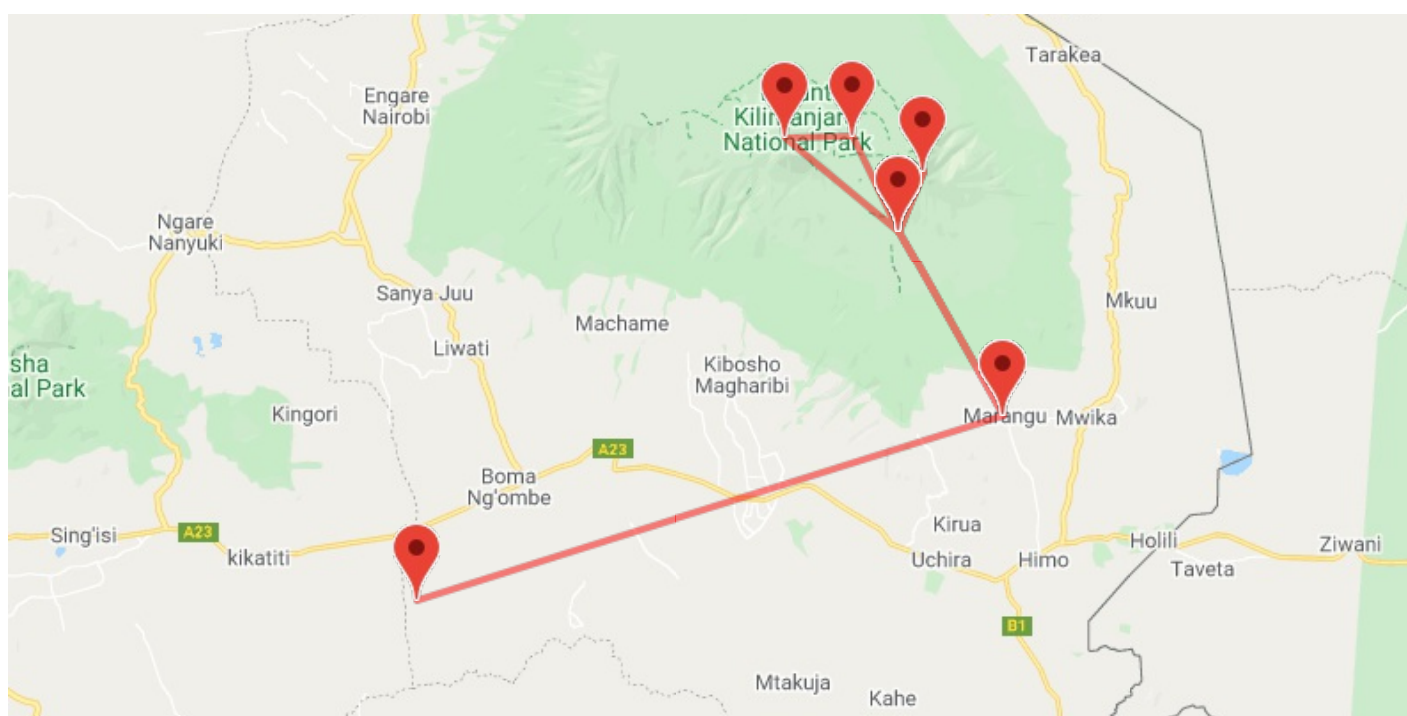 Tarakea
Engare
Nairobi
Kilimanjaro
National Park
Ngare
Nanyuki
Sanya Juu
Mkuu
Machame
Liwati
Kibosho
Magharibi
sha
al Park
Kingori
Marangu
Mwika
A23
Boma
Ng'ombe
Sing'isi
A23
kikatiti
Kirua
Uchira
Himo
Holili
Taveta
Ziwani
B1
Mtakuja
Kahe